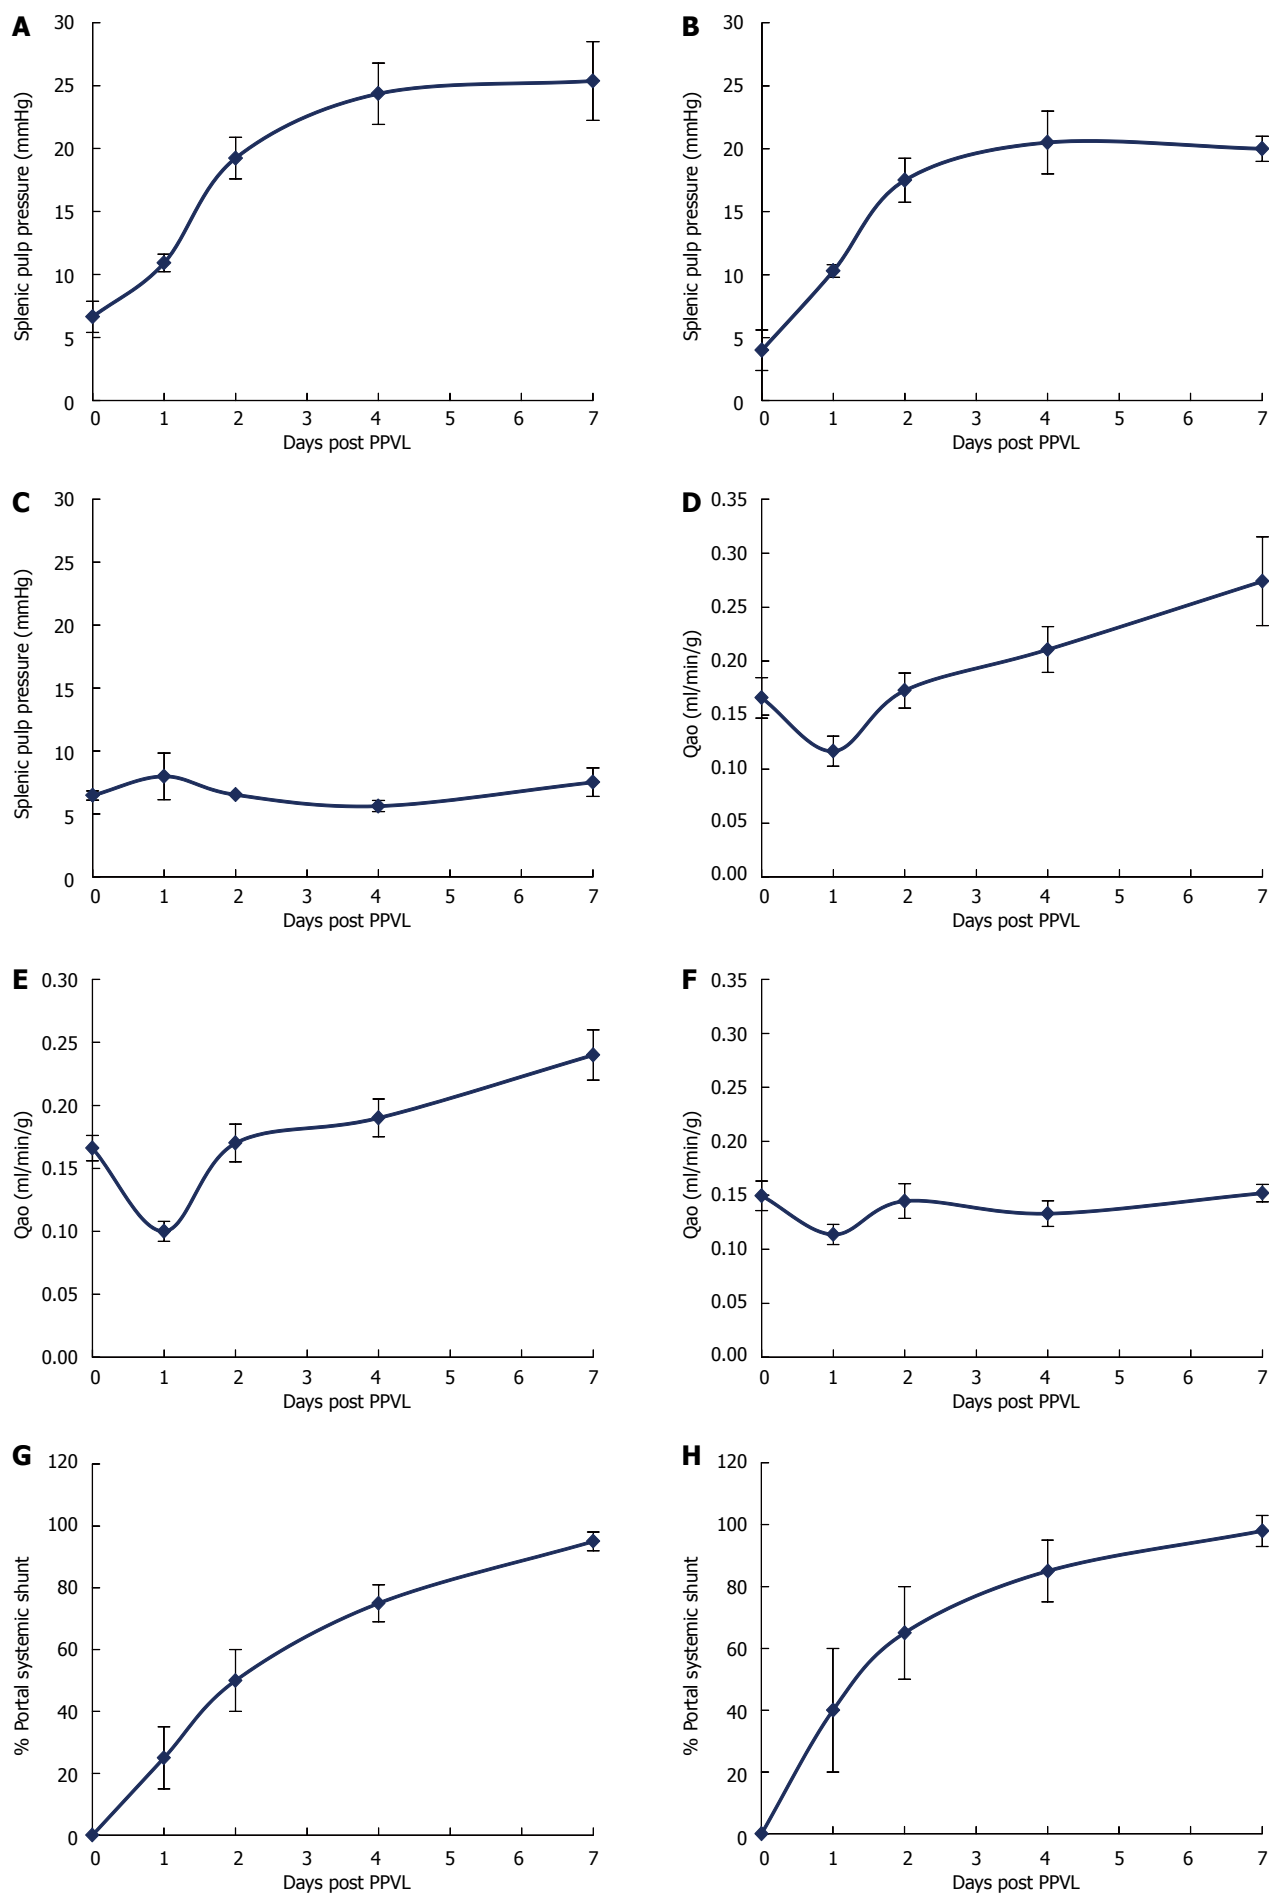 A
Splenic pulp pressure (mmHg)
30
25
20
15
10
5
0
0 1 2 3 4 5 6 7
Days post PPVL
B
Splenic pulp pressure (mmHg)
30
25
20
15
10
5
0
0 1 2 3 4 5 6 7
Days post PPVL
C
Splenic pulp pressure (mmHg)
30
25
20
15
10
5
0
0 1 2 3 4 5 6 7
Days post PPVL
D
Qao (ml/min/g)
0.35
0.30
0.25
0.20
0.15
0.10
0.05
0.00
0 1 2 3 4 5 6 7
Days post PPVL
E
Qao (ml/min/g)
0.30
0.25
0.20
0.15
0.10
0.05
0.00
0 1 2 3 4 5 6 7
Days post PPVL
F
Qao (ml/min/g)
0.35
0.30
0.25
0.20
0.15
0.10
0.05
0.00
0 1 2 3 4 5 6 7
Days post PPVL
G
% Portal systemic shunt
120
100
80
60
40
20
0
0 1 2 3 4 5 6 7
Days post PPVL
H
% Portal systemic shunt
120
100
80
60
40
20
0
0 1 2 3 4 5 6 7
Days post PPVL